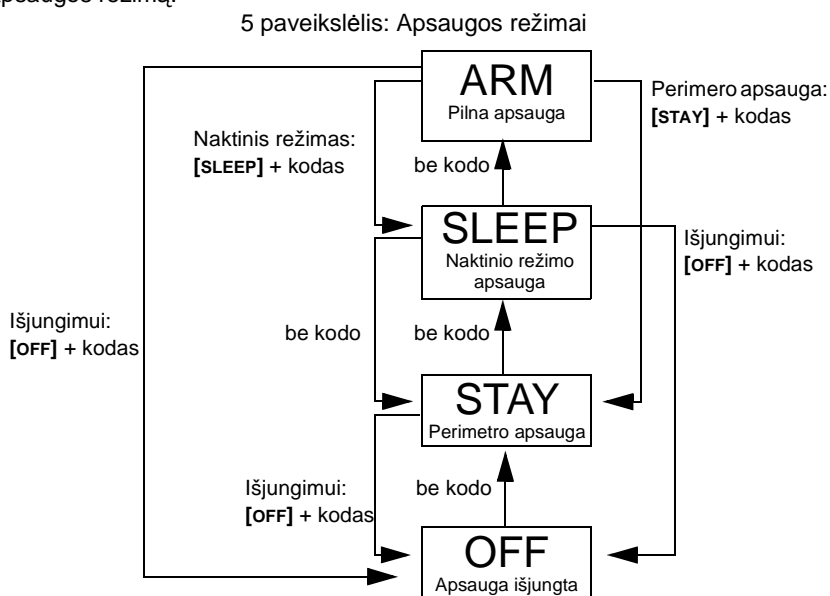 apsaugos režimą.
5 paveikslėlis: Apsaugos režimai
ARM
Pilna apsauga
Perimero apsauga:
[STAY] + kodas
Naktinis režimas:
[SLEEP] + kodas
be kodo
SLEEP
Naktinio režimo
apsauga
Išjungimui:
[OFF] + kodas
Išjungimui:
[OFF] + kodas
be kodo
be kodo
STAY
Perimetro apsauga
Išjungimui:
[OFF] + kodas
be kodo
OFF
Apsauga išjungta